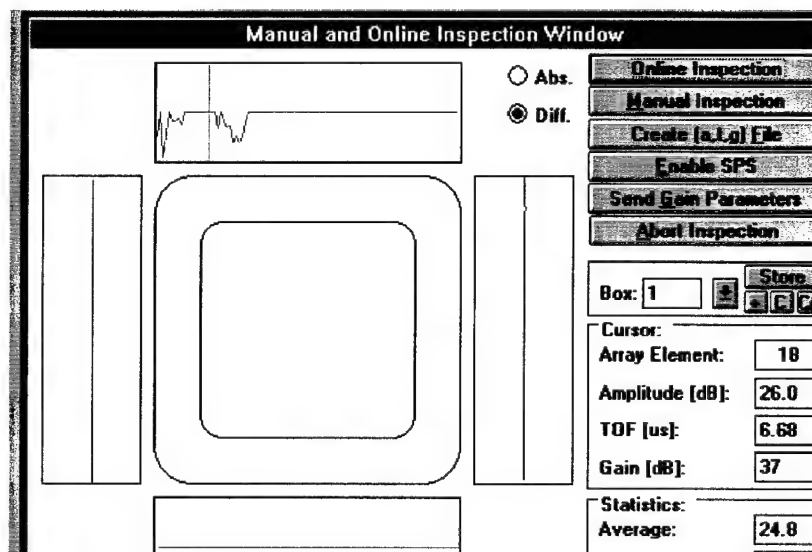 Manual and Online Inspection Window
Abs.
Diff.
Online Inspection
Manual Inspection
Create (a,t,g) File
Enable SPS
Send Gain Parameters
Abort Inspection
Box: 1
Store
Cursor:
Array Element: 18
Amplitude [dB]: 26.0
TOF [us]: 6.68
Gain [dB]: 37
Statistics:
Average: 24.8